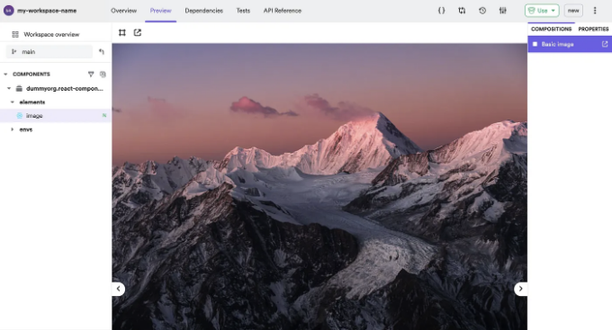 my-workspace-name
Overview Preview Dependencies Tests API Reference
Use new
Workspace overview
main
COMPONENTS
dummyorg.react-compon...
elements
image N
envs
COMPOSITIONS PROPERTIES
Basic image